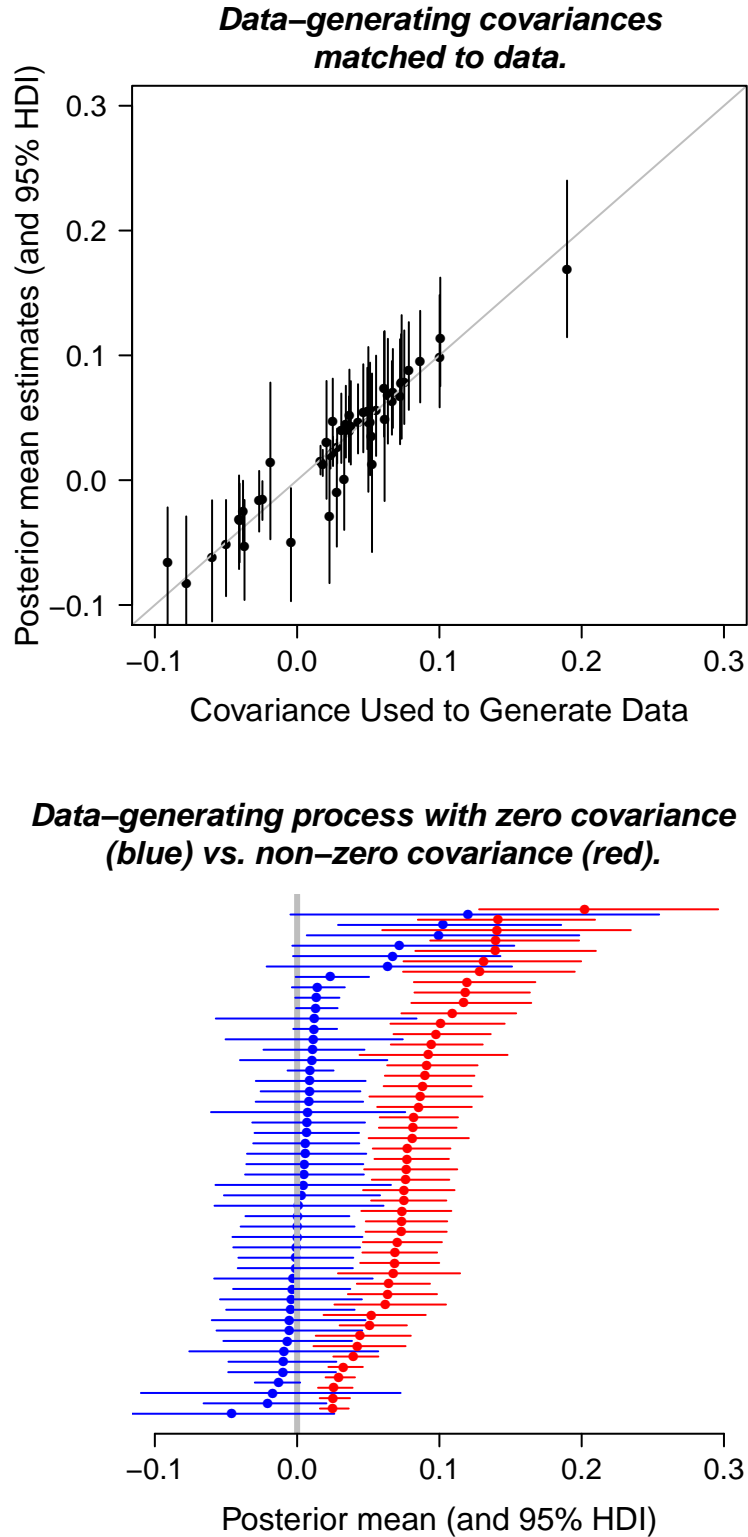 Data–generating covariances
matched to data.
Posterior mean estimates (and 95% HDI)
0.3
0.2
0.1
0.0
−0.1
−0.1 0.0 0.1 0.2 0.3
Covariance Used to Generate Data
Data–generating process with zero covariance
(blue) vs. non–zero covariance (red).
−0.1 0.0 0.1 0.2 0.3
Posterior mean (and 95% HDI)